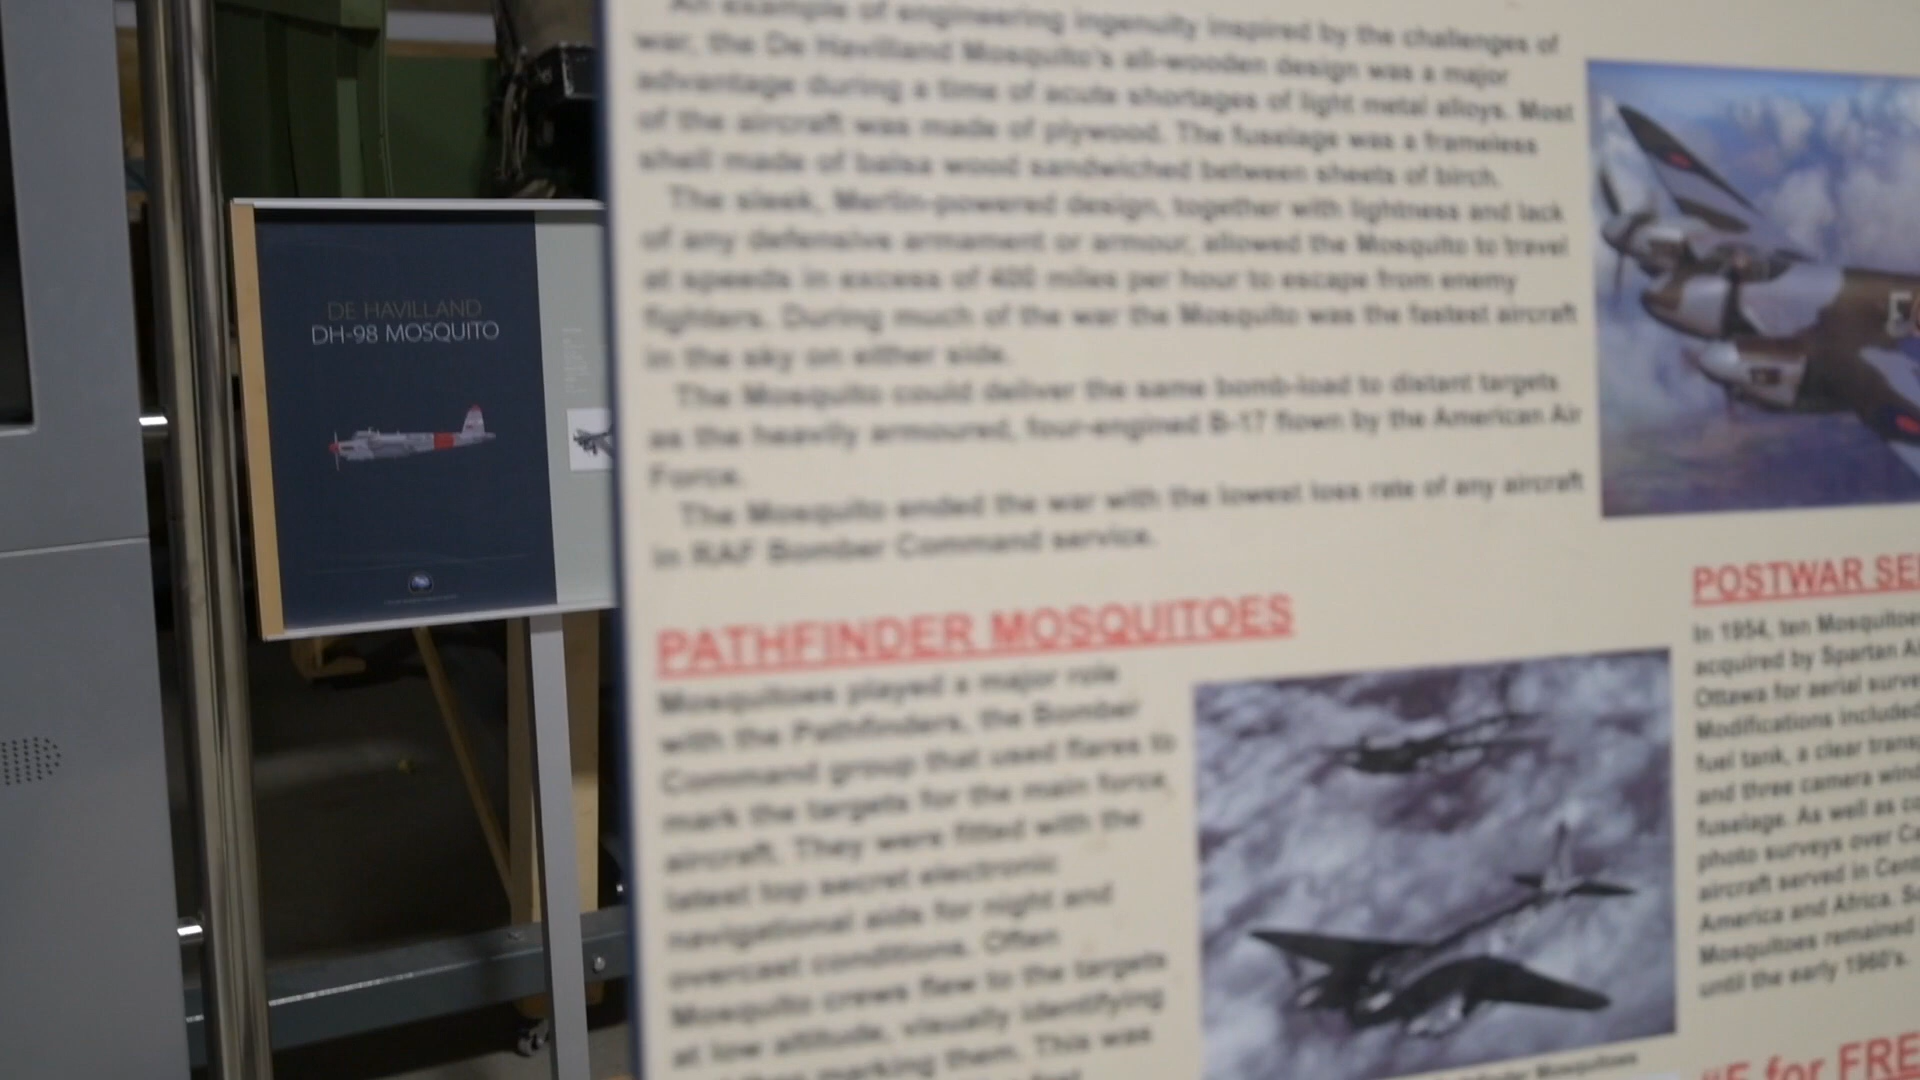 DE HAVILLAND
DH-98 MOSQUITO
An example of engineering ingenuity inspired by the challenges of
war, the De Havilland Mosquito's all-wooden design was a major
advantage during a time of acute shortages of light metal alloys. Most
of the aircraft was made of plywood. The fuselage was a frameless
shell made of balsa wood sandwiched between sheets of birch.
The sleek, Merlin-powered design, together with lightness and lack
of any defensive armament or armour, allowed the Mosquito to travel
at speeds in excess of 400 miles per hour to escape from enemy
fighters. During much of the war the Mosquito was the fastest aircraft
in the sky on either side.
The Mosquito could deliver the same bomb-load to distant targets
as the heavily armoured, four-engined B-17 flown by the American Air
Force.
The Mosquito ended the war with the lowest loss rate of any aircraft
in RAF Bomber Command service.
PATHFINDER MOSQUITOES
Mosquitoes played a major role
with the Pathfinders, the Bomber
Command group that used flares to
mark the targets for the main force,
aircraft. They were fitted with the
latest top secret electronic
navigational aids for night and
overcast conditions. Often
Mosquito crews flew to the targets
at low altitude, visually identifying
marking them. This was
Mosquitoes
POSTWAR SE
In 1954, ten Mosquitoes
acquired by Spartan A
Ottawa for aerial surve
Modifications included
fuel tank, a clear trans
and three camera wind
fuselage. As well as co
photo surveys over Ca
aircraft served in Cent
America and Africa. So
Mosquitoes remained
until the early 1960's.
"F for FRE